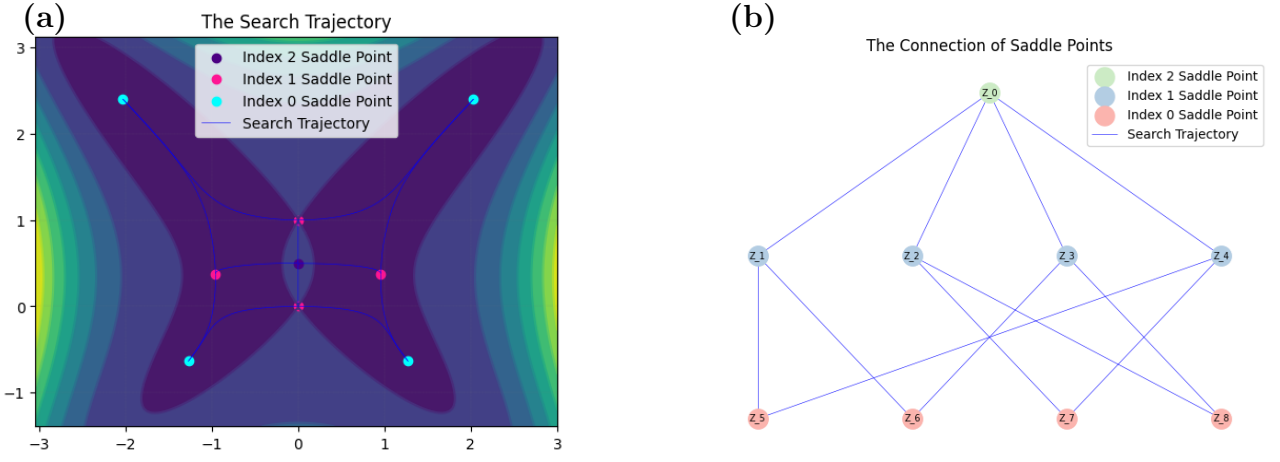 (a)
The Search Trajectory
Index 2 Saddle Point
Index 1 Saddle Point
Index 0 Saddle Point
Search Trajectory
3
2
1
0
−1
−3
−2
−1
0
1
2
3
(b)
The Connection of Saddle Points
Index 2 Saddle Point
Index 1 Saddle Point
Index 0 Saddle Point
Search Trajectory
Z_0
Z_1
Z_2
Z_3
Z_4
Z_5
Z_6
Z_7
Z_8